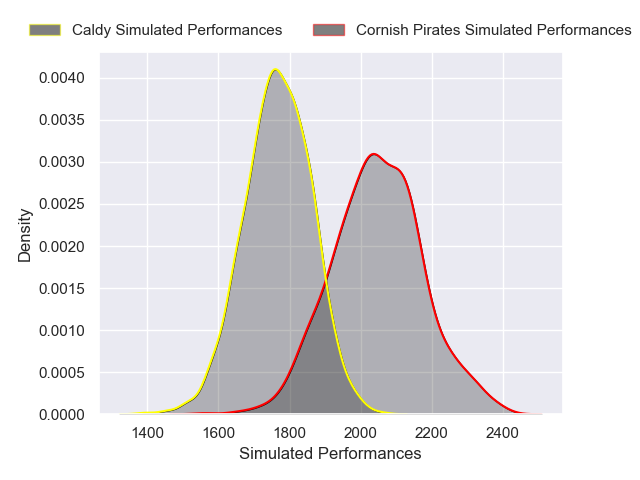 Caldy Simulated Performances Cornish Pirates Simulated Performances
0.0040
0.0035
0.0030
0.0025
0.0020
0.0015
0.0010
0.0005
0.0000
Density
1400 1600 1800 2000 2200 2400
Simulated Performances